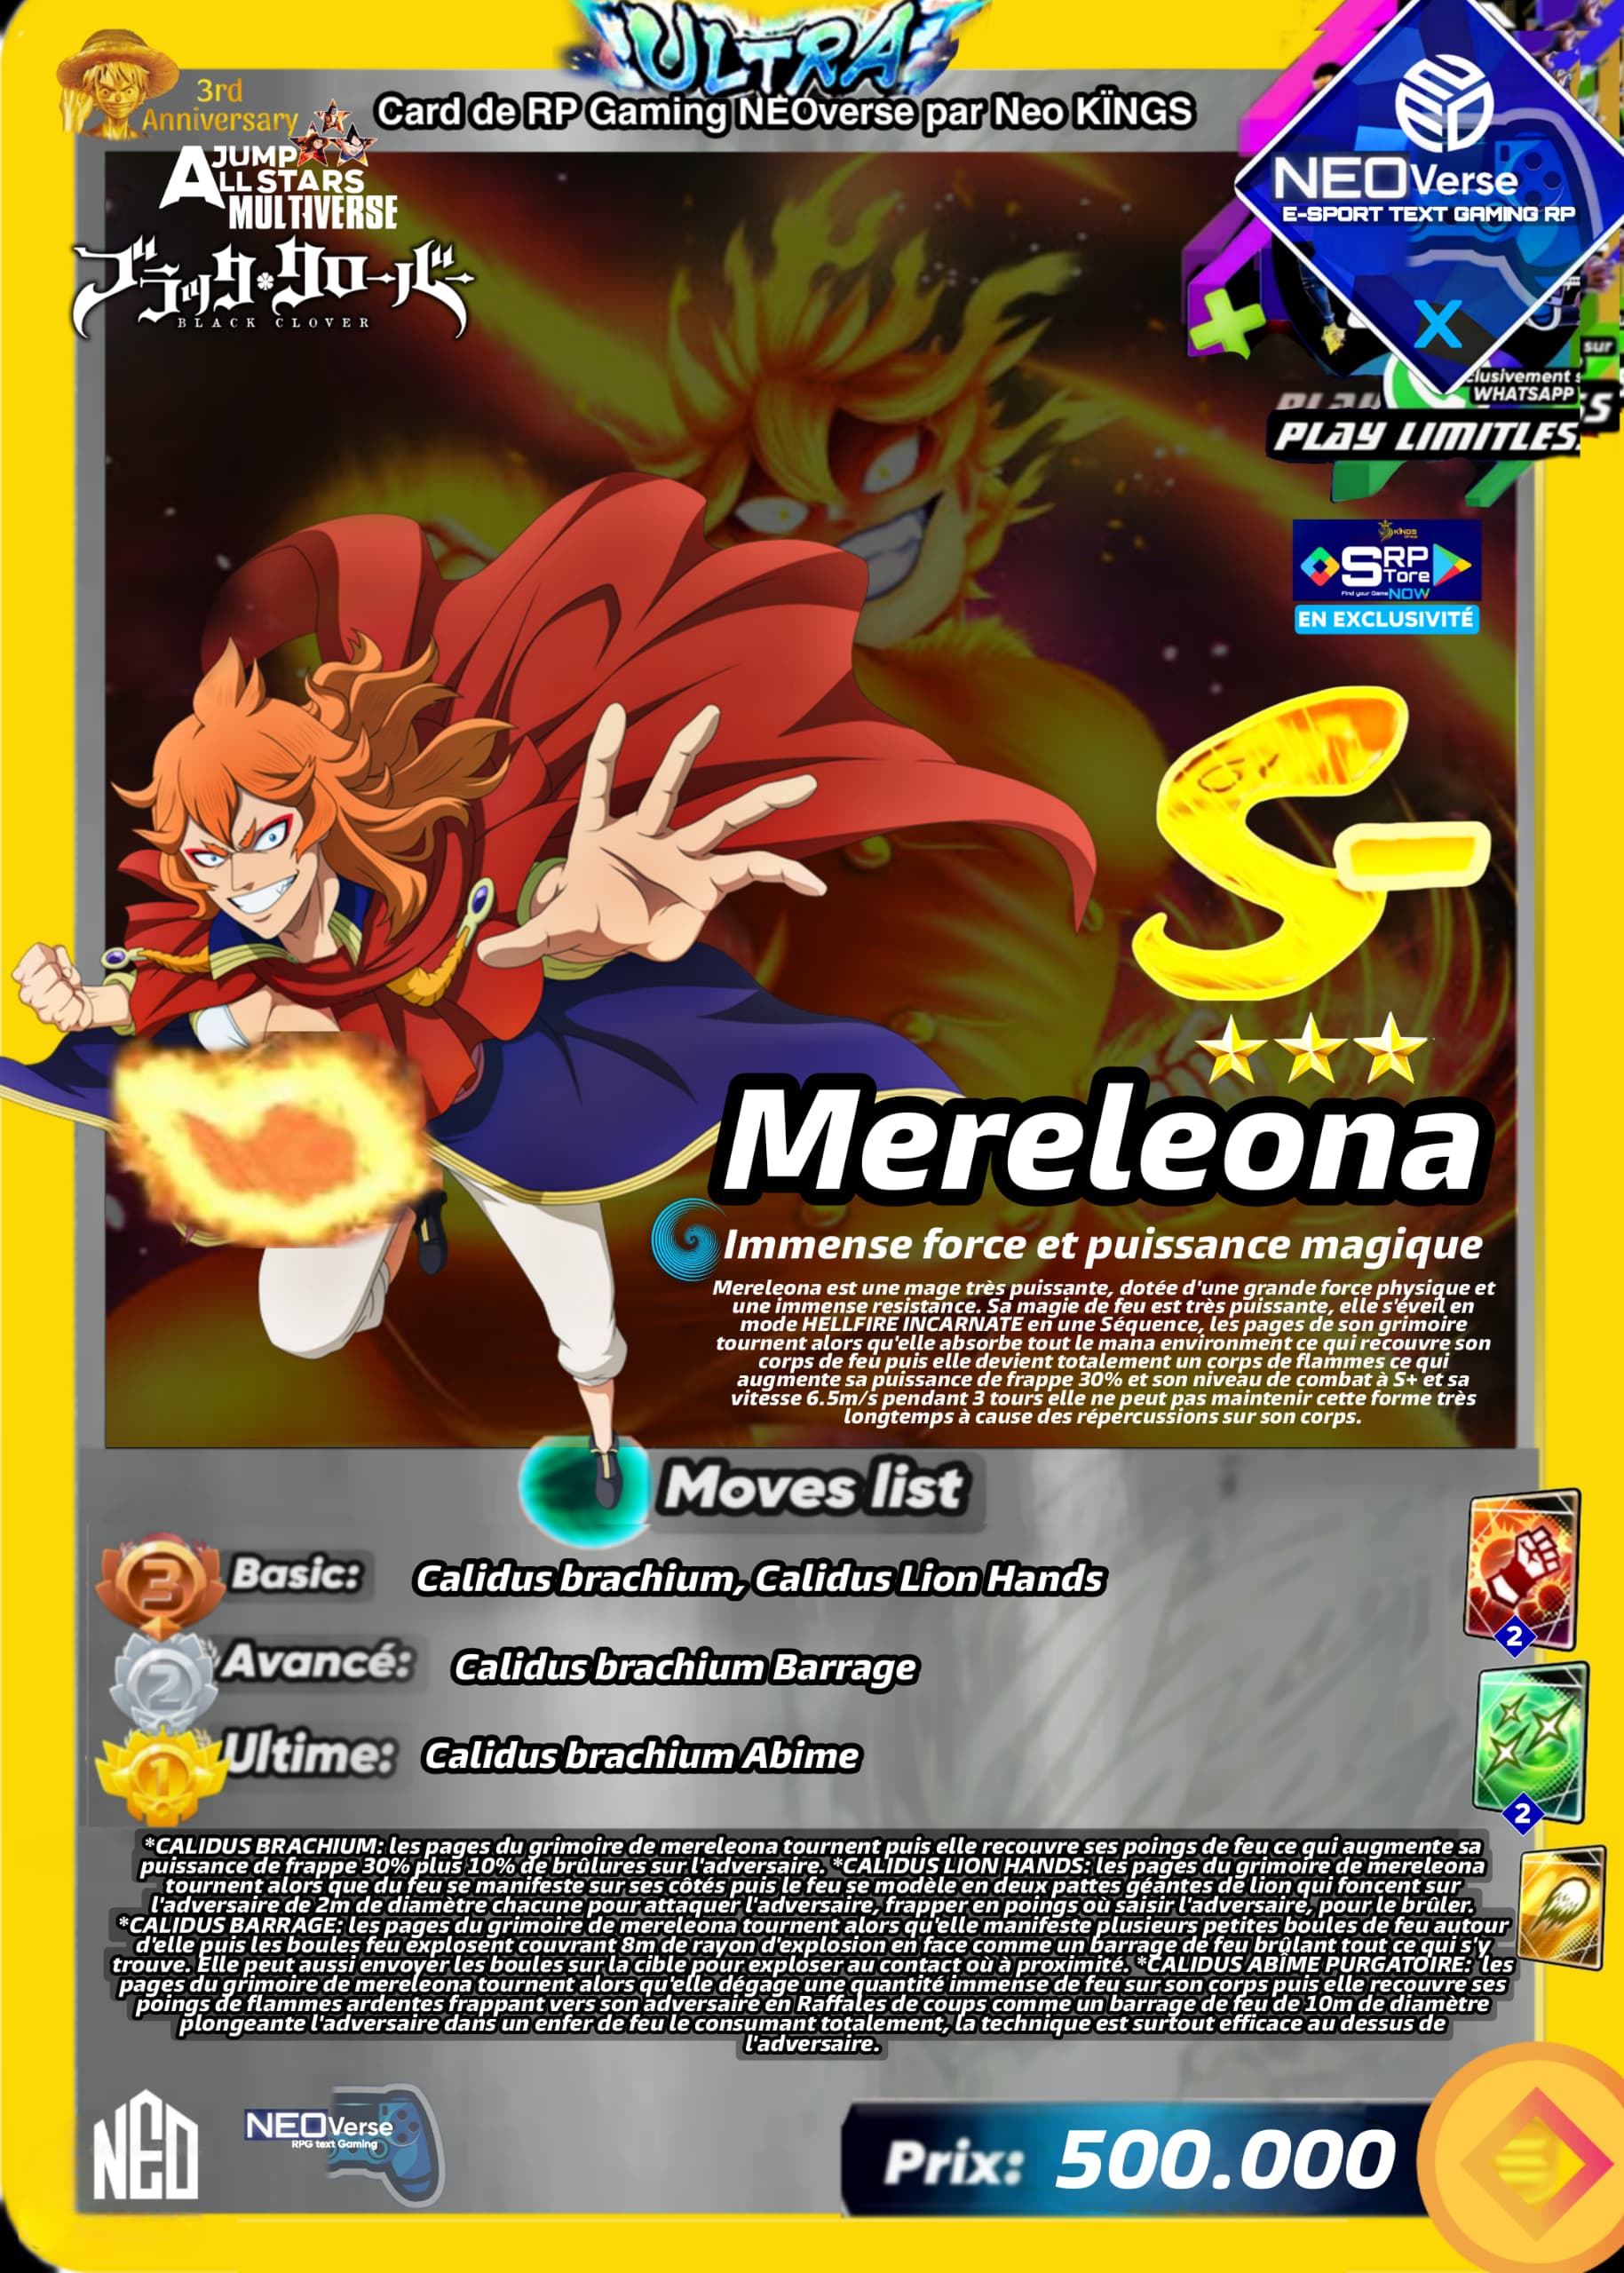 ULTRA
3rd
Anniversary
Card de RP Gaming NEOverse par Neo KÏNGS
JUMP
ALL STARS
MULTIVERSE
ブラック・クローバー
BLACK CLOVER
NEOVerse
E-SPORT TEXT GAMING RP
X
sur
clusivement s
WHATSAPP
PLAY LIMITLES
KINGS
SRP
Tore
Find your Game NOW
EN EXCLUSIVITÉ
S-
Mereleona
Immense force et puissance magique
Mereleona est une mage très puissante, dotée d'une grande force physique et
une immense resistance. Sa magie de feu est très puissante, elle s'éveil en
mode HELLFIRE INCARNATE en une Séquence, les pages de son grimoire
tournent alors qu'elle absorbe tout le mana environment ce qui recouvre son
corps de feu puis elle devient totalement un corps de flammes ce qui
augmente sa puissance de frappe 30% et son niveau de combat à S+ et sa
vitesse 6.5m/s pendant 3 tours elle ne peut pas maintenir cette forme très
longtemps à cause des répercussions sur son corps.
Moves list
3 Basic: Calidus brachium, Calidus Lion Hands
2
2 Avancé: Calidus brachium Barrage
2
1 Ultime: Calidus brachium Abime
*CALIDUS BRACHIUM: les pages du grimoire de mereleona tournent puis elle recouvre ses poings de feu ce qui augmente sa
puissance de frappe 30% plus 10% de brûlures sur l'adversaire. *CALIDUS LION HANDS: les pages du grimoire de mereleona
tournent alors que du feu se manifeste sur ses côtés puis le feu se modèle en deux pattes géantes de lion qui foncent sur
l'adversaire de 2m de diamètre chacune pour attaquer l'adversaire, frapper en poings où saisir l'adversaire, pour le brûler.
*CALIDUS BARRAGE: les pages du grimoire de mereleona tournent alors qu'elle manifeste plusieurs petites boules de feu autour
d'elle puis les boules feu explosent couvrant 8m de rayon d'explosion en face comme un barrage de feu brûlant tout ce qui s'y
trouve. Elle peut aussi envoyer les boules sur la cible pour exploser au contact où à proximité. *CALIDUS ABÎME PURGATOIRE: les
pages du grimoire de mereleona tournent alors qu'elle dégage une quantité immense de feu sur son corps puis elle recouvre ses
poings de flammes ardentes frappant vers son adversaire en Raffales de coups comme un barrage de feu de 10m de diamètre
plongeante l'adversaire dans un enfer de feu le consumant totalement, la technique est surtout efficace au dessus de
l'adversaire.
NEO
NEOVerse
RPG text Gaming
Prix: 500.000